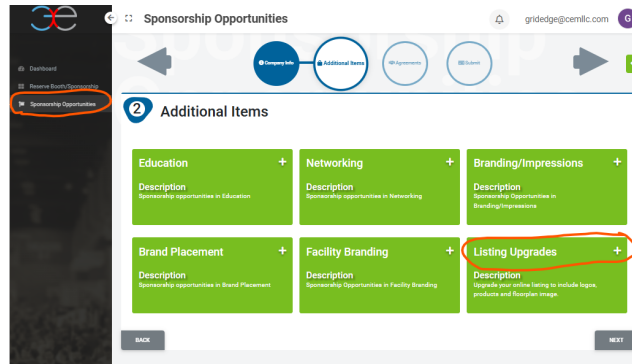 Sponsorship Opportunities
gridedge@cemllc.com
G
Dashboard
Reserve Booth/Sponsorship
Sponsorship Opportunities
Company Info
Additional Items
Agreements
Submit
2
Additional Items
Education +
Description
Sponsorship opportunities in Education
Networking +
Description
Sponsorship opportunities in Networking
Branding/Impressions +
Description
Sponsorship Opportunities in
Branding/Impressions
Brand Placement +
Description
Sponsorship opportunities in Brand Placement
Facility Branding +
Description
Sponsorship Opportunities in Facility Branding
Listing Upgrades +
Description
Upgrade your online listing to include logos,
products and floorplan image.
BACK
NEXT